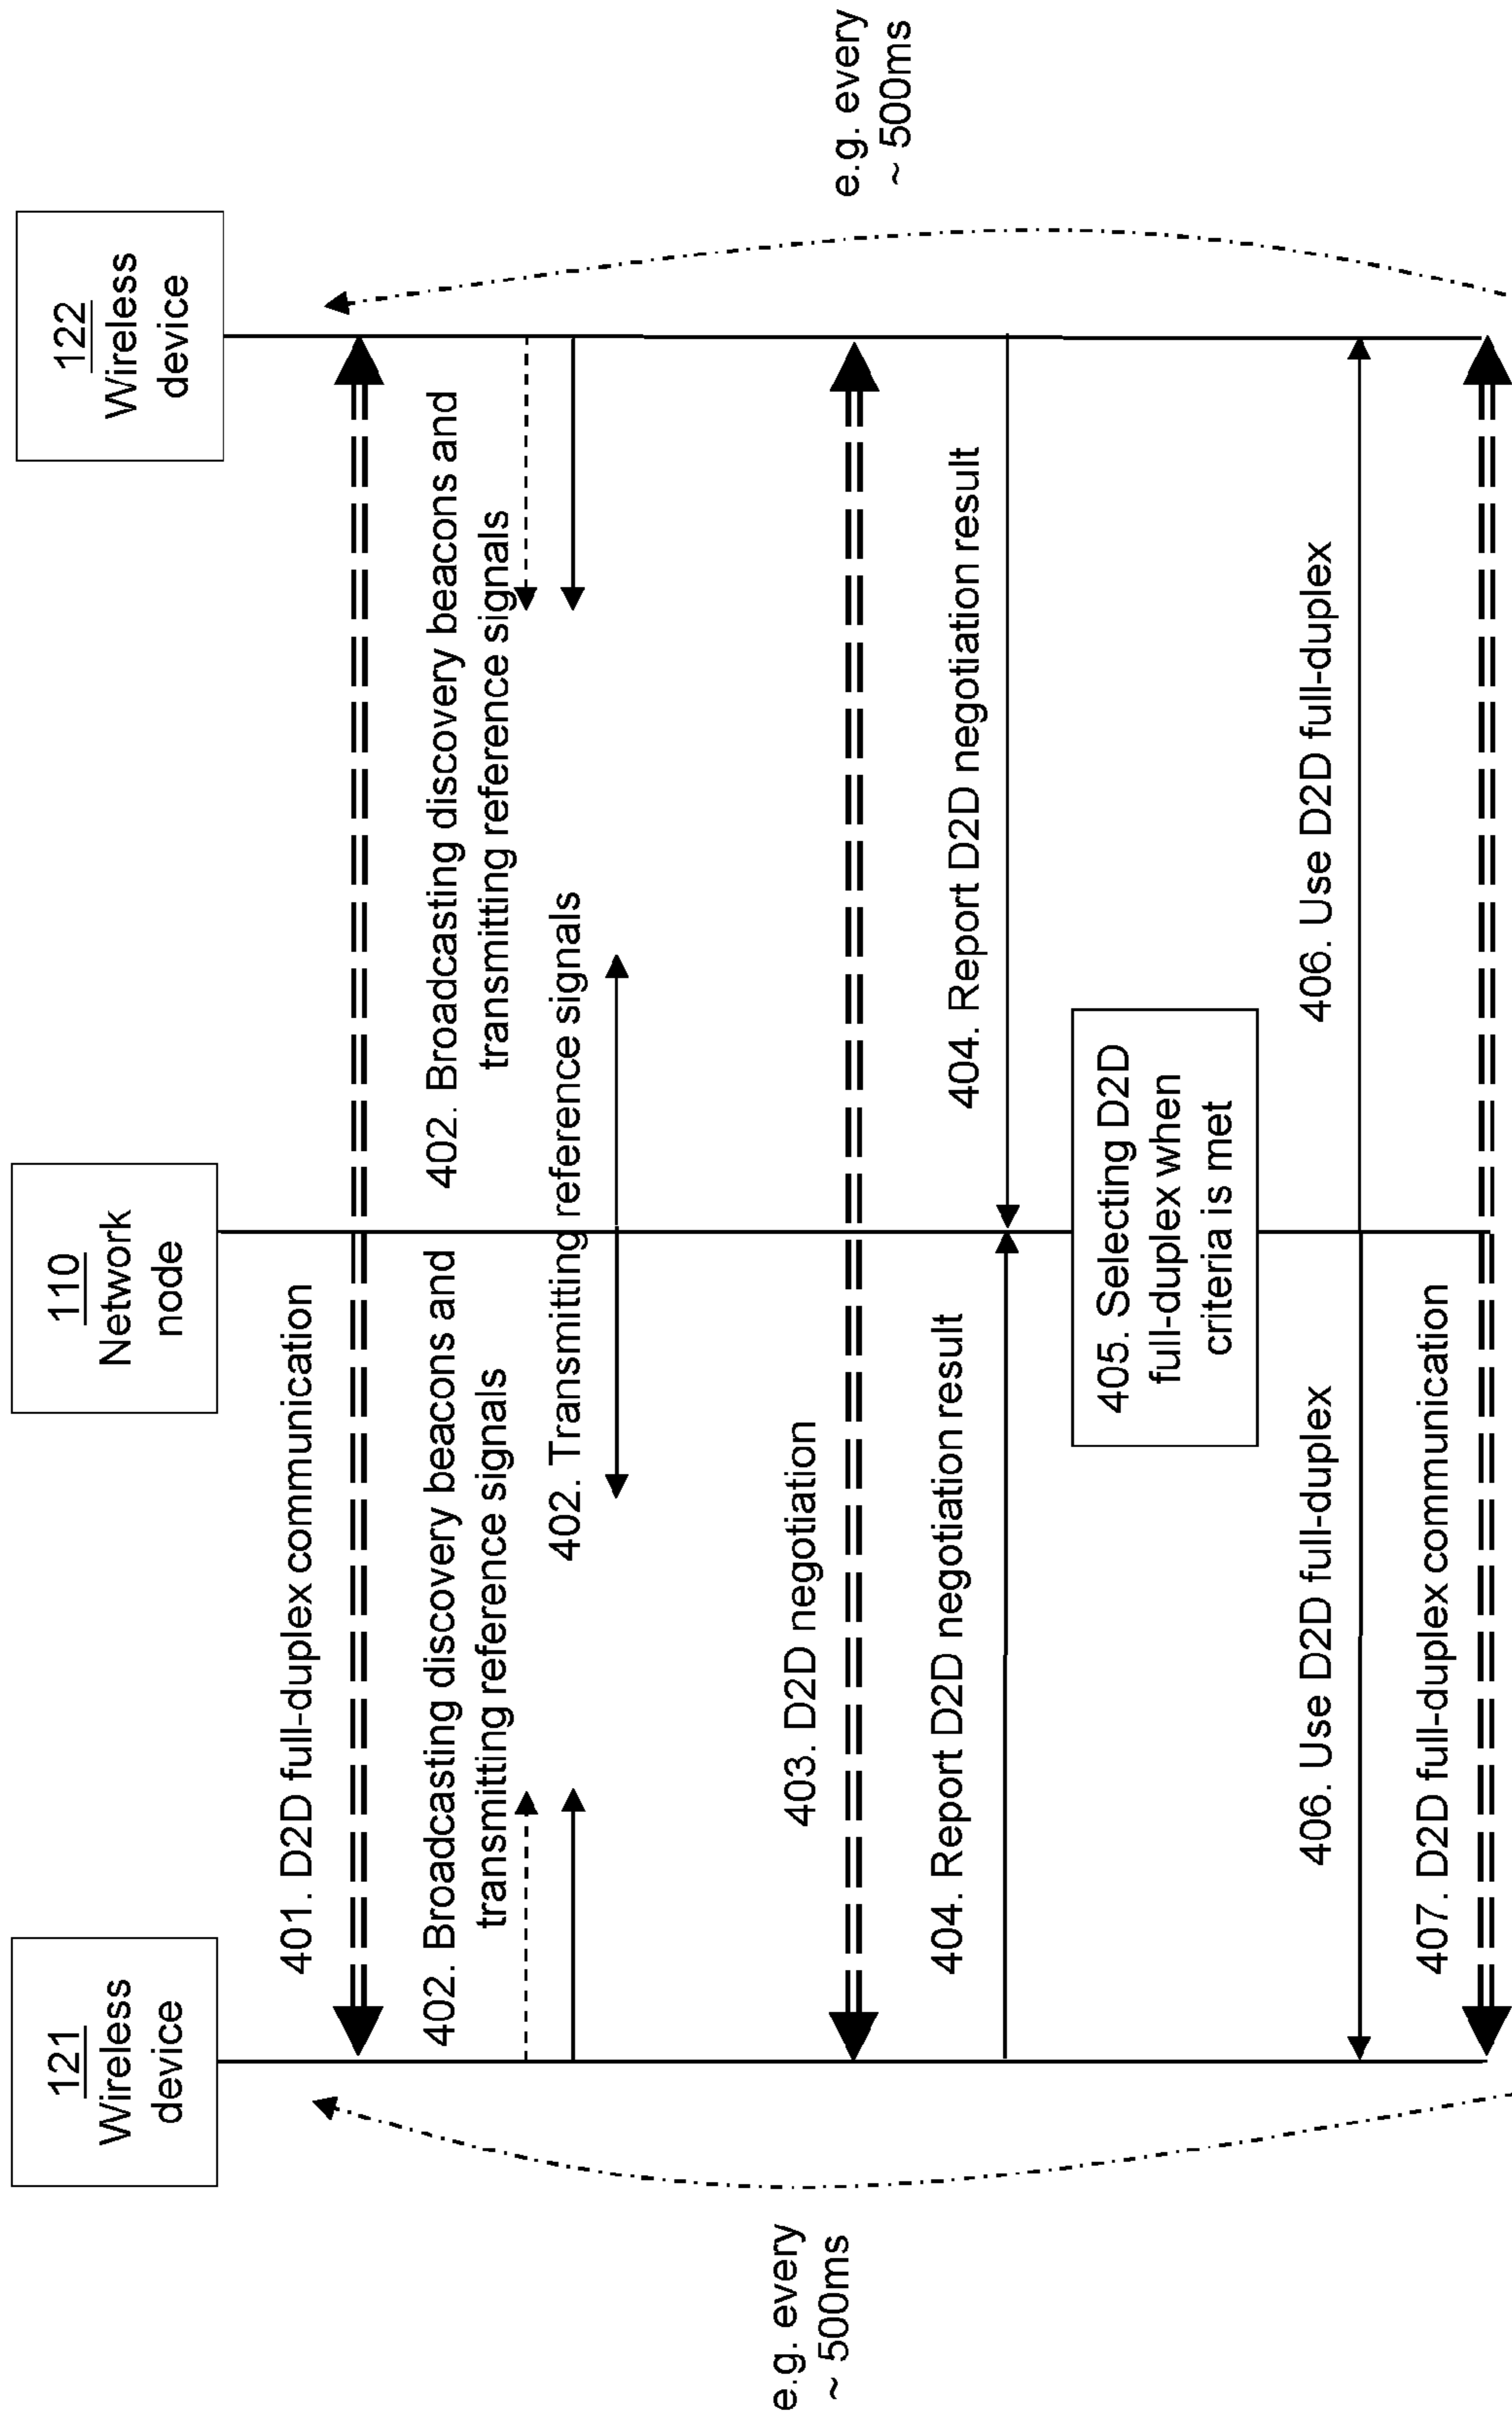 121
Wireless
device
110
Network
node
122
Wireless
device
401. D2D full-duplex communication
402. Broadcasting discovery beacons and
transmitting reference signals
402. Broadcasting discovery beacons and
transmitting reference signals
402. Transmitting reference signals
e.g. every
~ 500ms
403. D2D negotiation
e.g. every
~ 500ms
404. Report D2D negotiation result
404. Report D2D negotiation result
405. Selecting D2D
full-duplex when
criteria is met
406. Use D2D full-duplex
406. Use D2D full-duplex
407. D2D full-duplex communication